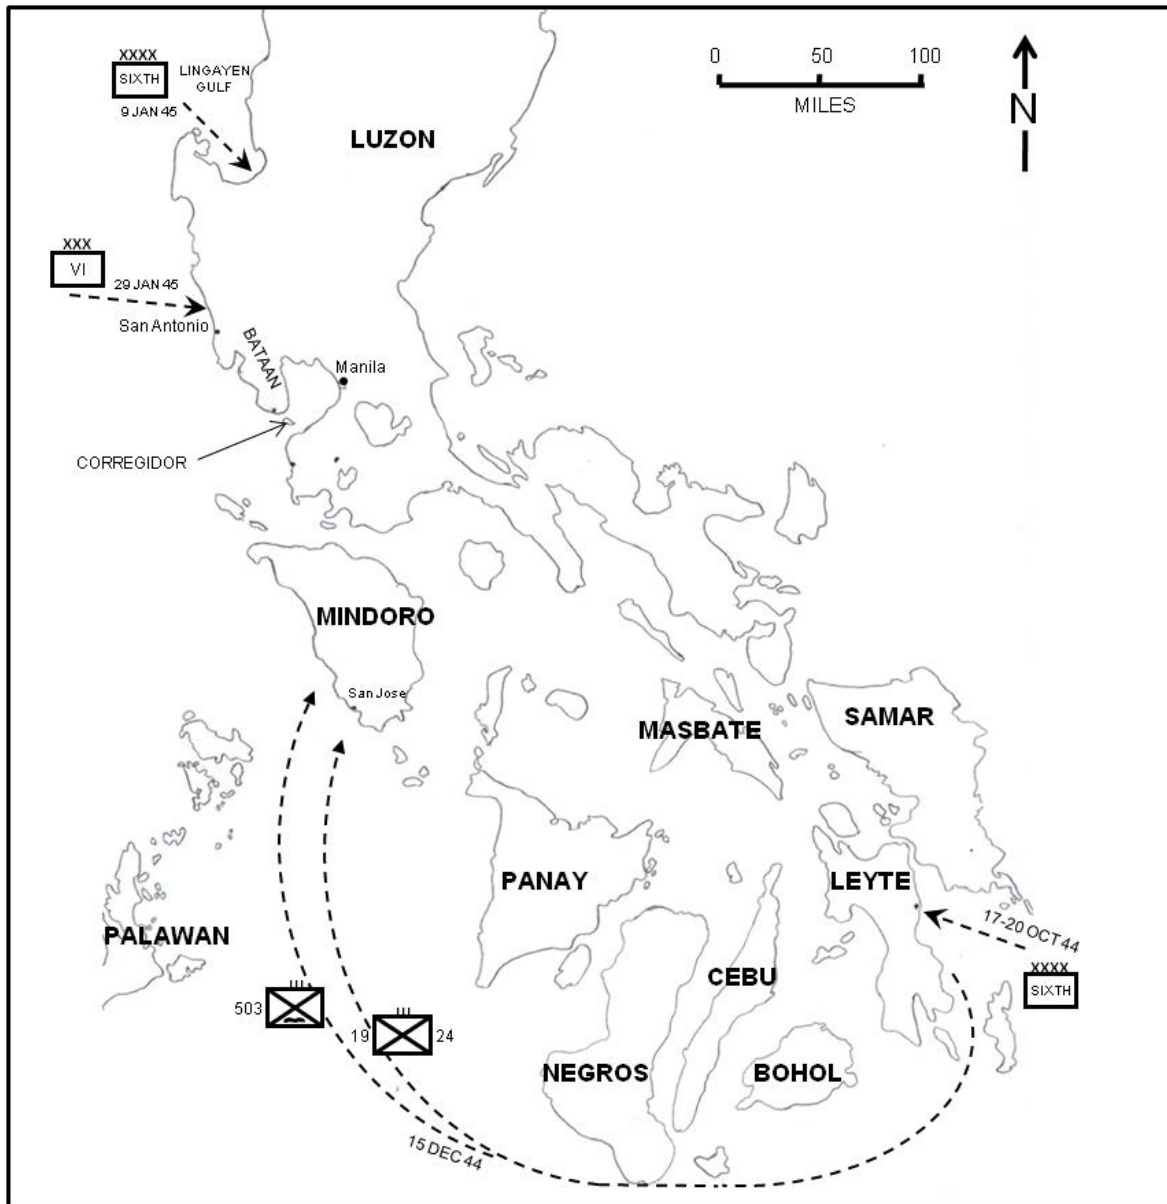 XXXX
SIXTH
LINGAYEN
GULF
9 JAN 45
0 50 100
MILES
N
LUZON
XXX
VI
29 JAN 45
San Antonio
BATAAN
Manila
CORREGIDOR
MINDORO
San Jose
MASBATE
SAMAR
PANAY
LEYTE
PALAWAN
17-20 OCT 44
XXXX
SIXTH
CEBU
III
503
III
19 24
NEGROS
BOHOL
15 DEC 44